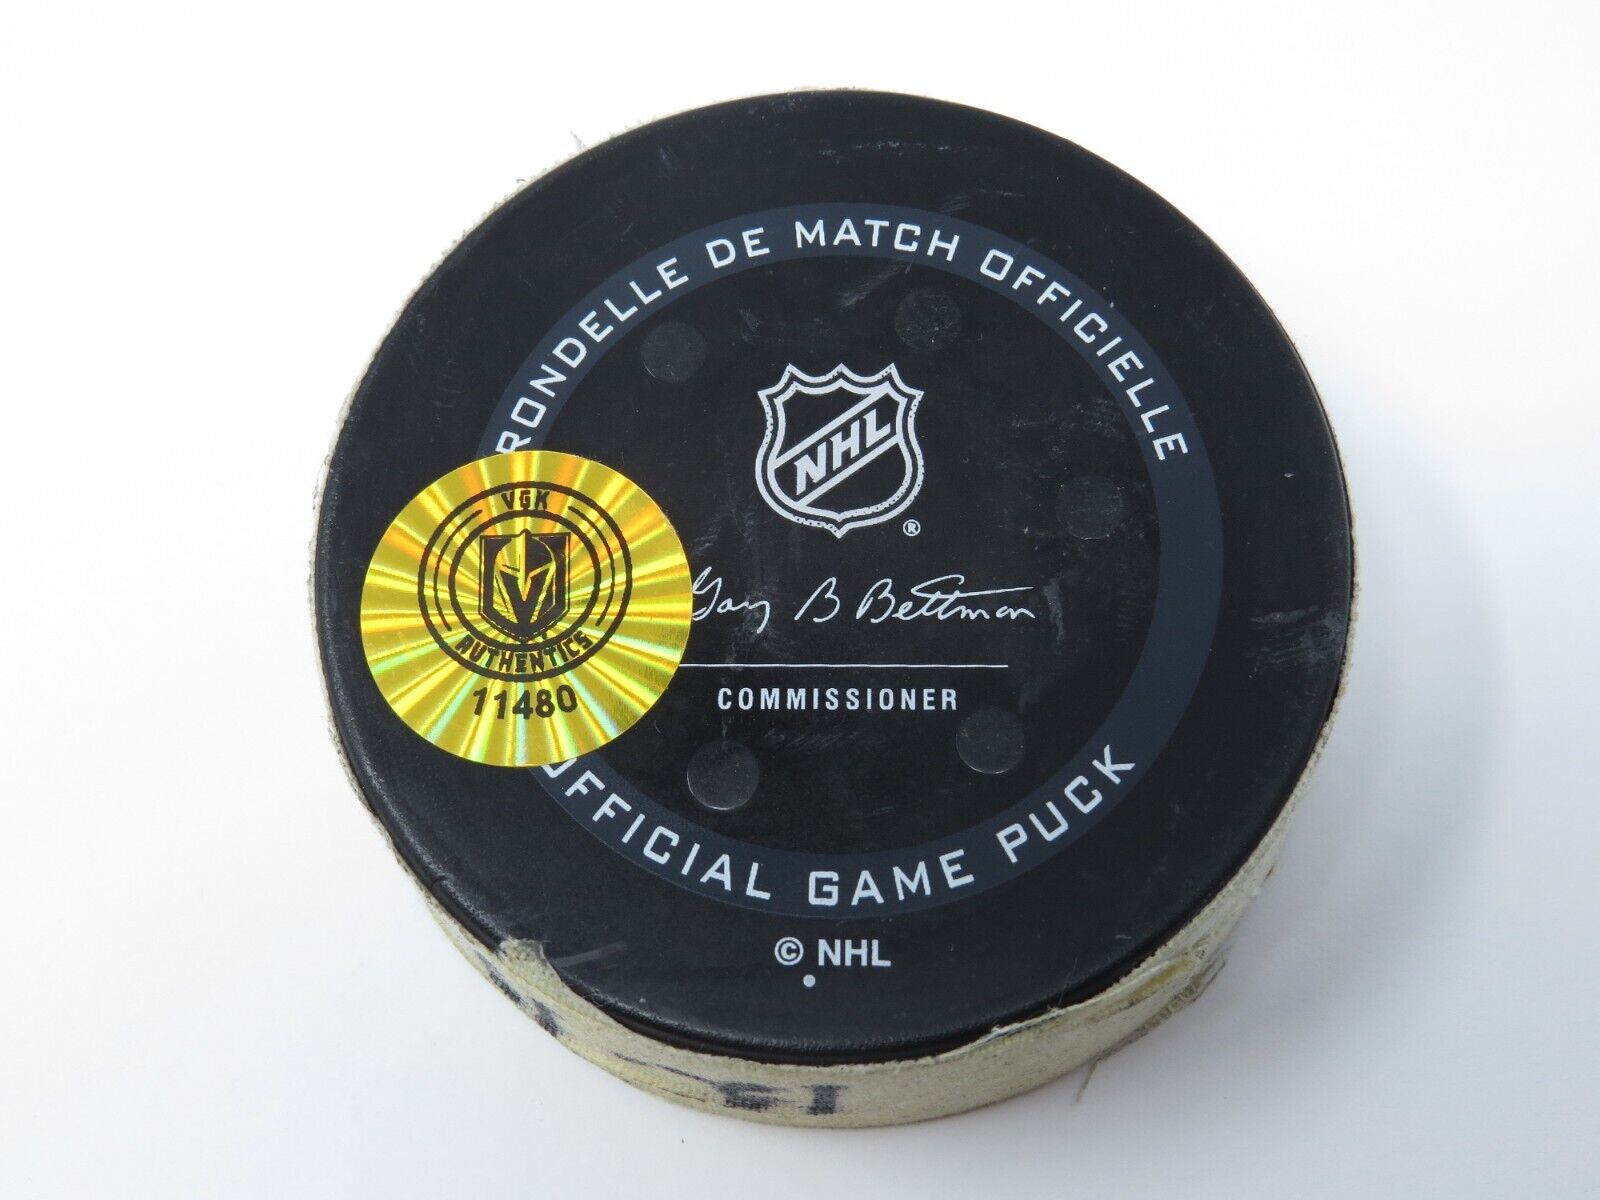 RONDELLE DE MATCH OFFICIELLE
NHL
®
Gary B Bettman
COMMISSIONER
VGK
AUTHENTICS
11480
OFFICIAL GAME PUCK
© NHL